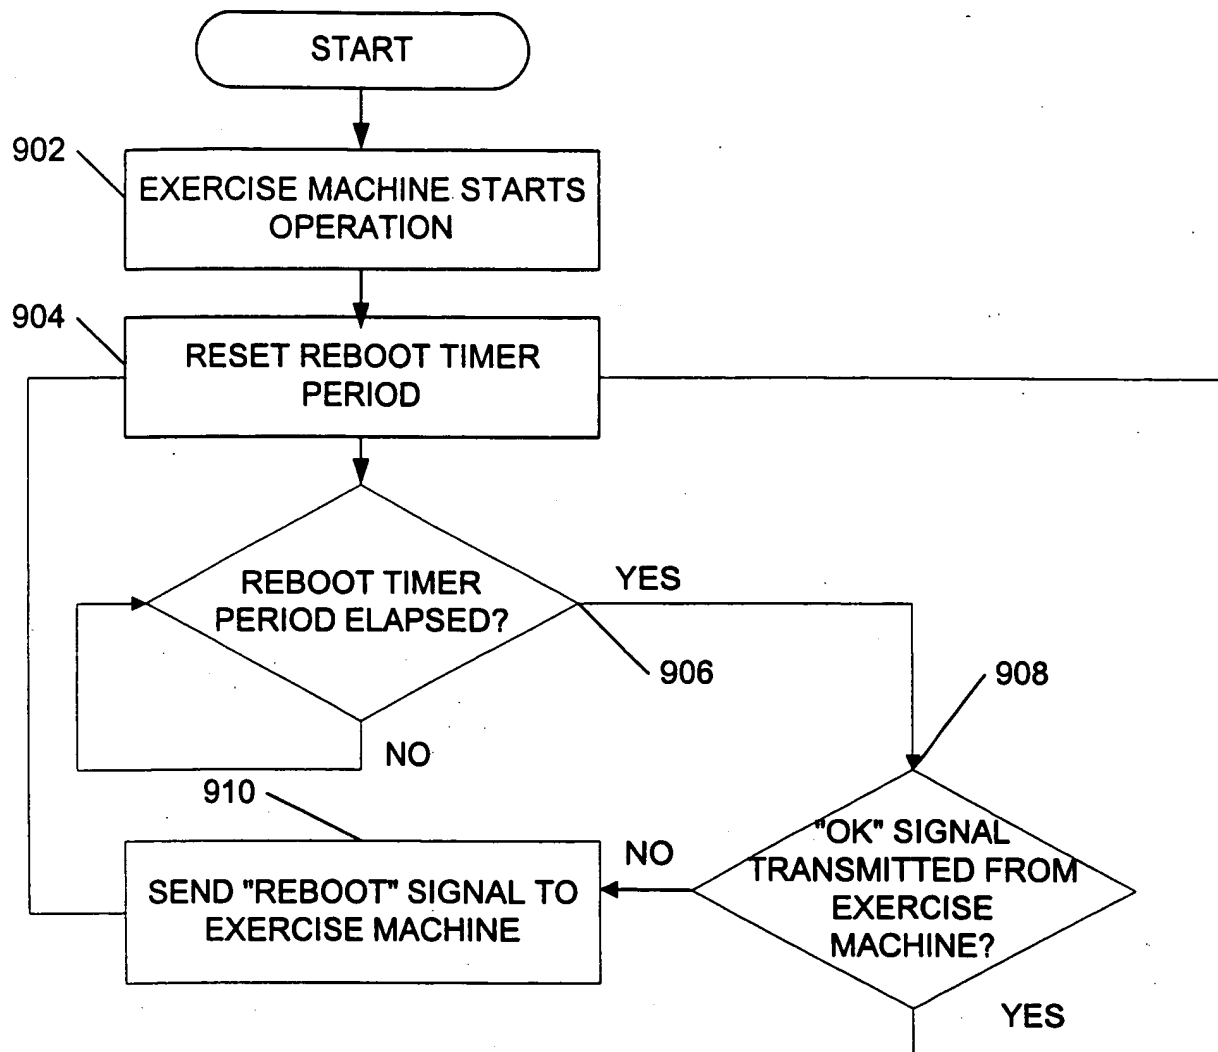 START
902
EXERCISE MACHINE STARTS
OPERATION
904
RESET REBOOT TIMER
PERIOD
REBOOT TIMER
PERIOD ELAPSED?
YES
906
908
NO
910
"OK" SIGNAL
TRANSMITTED FROM
EXERCISE
MACHINE?
NO
SEND "REBOOT" SIGNAL TO
EXERCISE MACHINE
YES